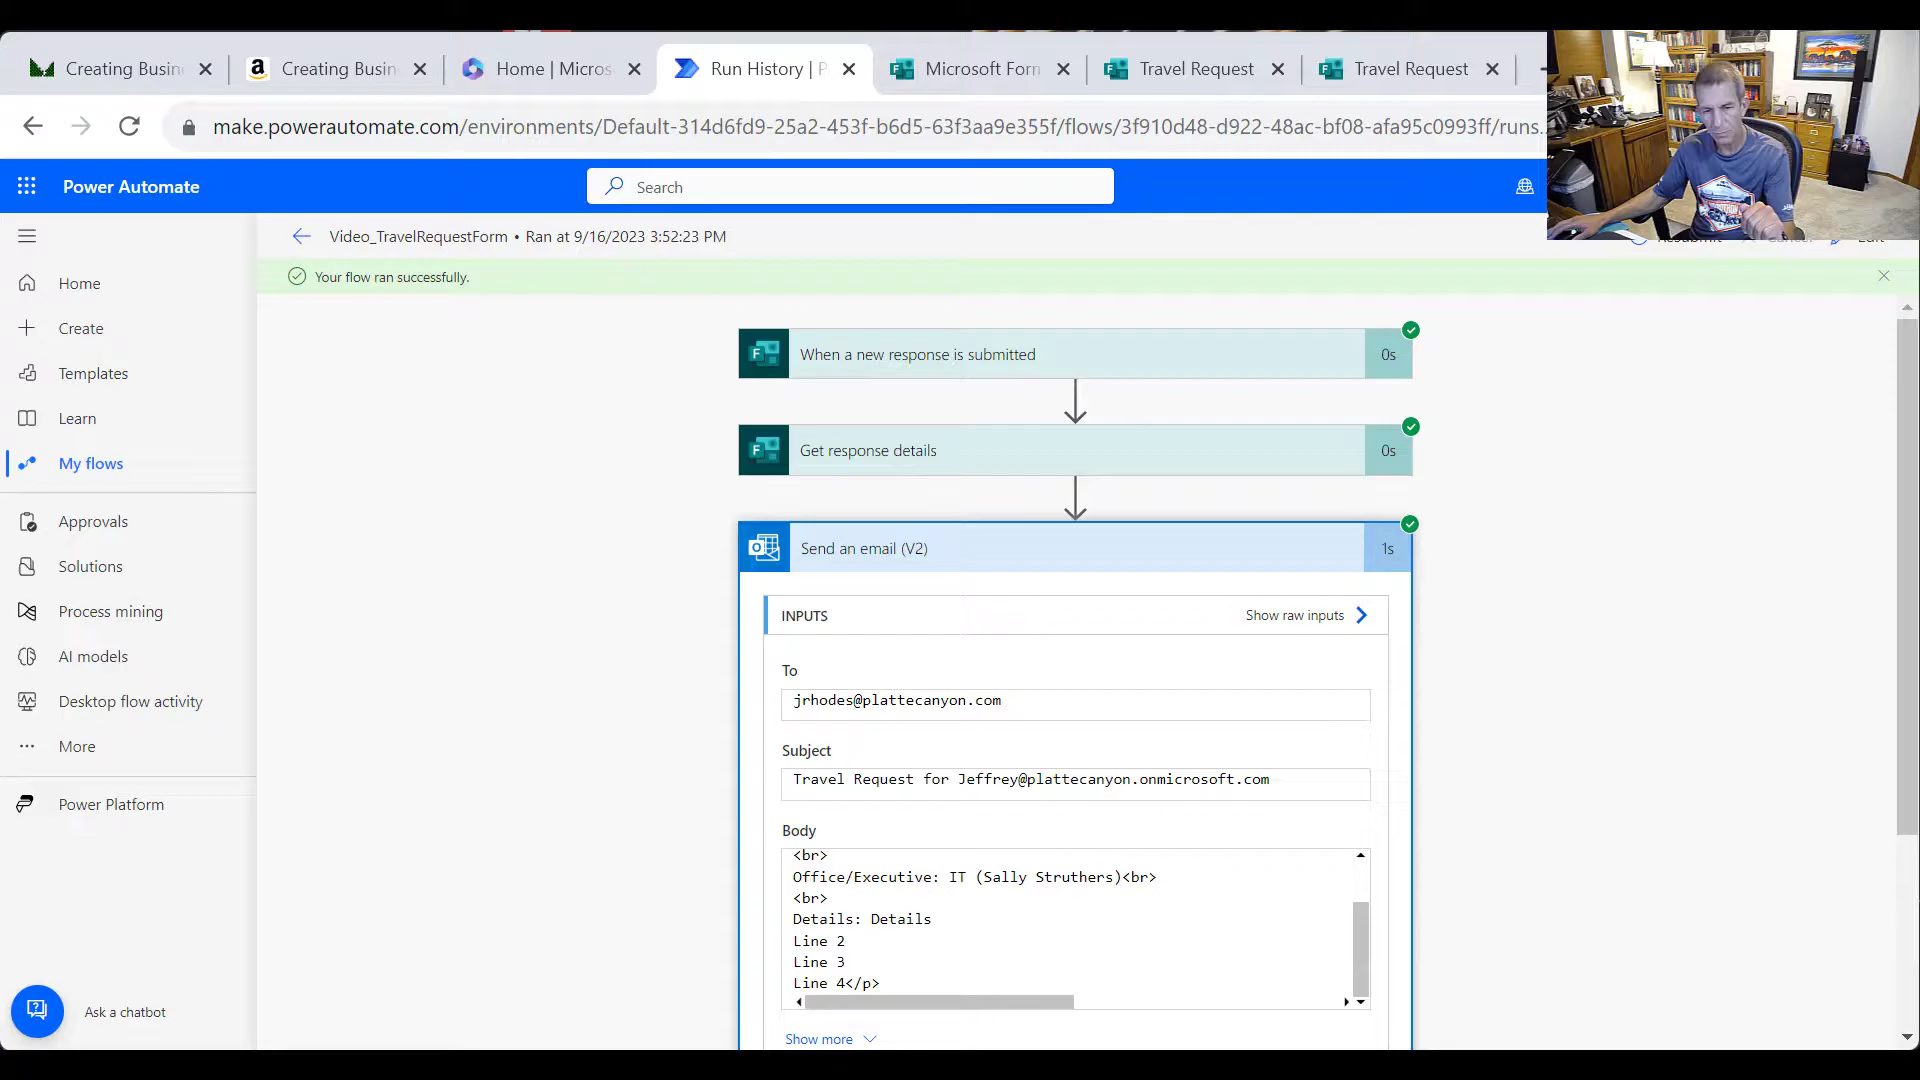 Creating Busin
Creating Busin
Home | Micros
Run History | P
Microsoft Forn
Travel Request
Travel Request
make.powerautomate.com/environments/Default-314d6fd9-25a2-453f-b6d5-63f3aa9e355f/flows/3f910d48-d922-48ac-bf08-afa95c0993ff/runs...
Power Automate
Search
Video_TravelRequestForm • Ran at 9/16/2023 3:52:23 PM
Your flow ran successfully.
Home
Create
Templates
Learn
My flows
Approvals
Solutions
Process mining
AI models
Desktop flow activity
More
Power Platform
Ask a chatbot
When a new response is submitted
0s
Get response details
0s
Send an email (V2)
1s
INPUTS
Show raw inputs
To
jrhodes@plattecanyon.com
Subject
Travel Request for Jeffrey@plattecanyon.onmicrosoft.com
Body
<br>
Office/Executive: IT (Sally Struthers)<br>
<br>
Details: Details
Line 2
Line 3
Line 4</p>
Show more